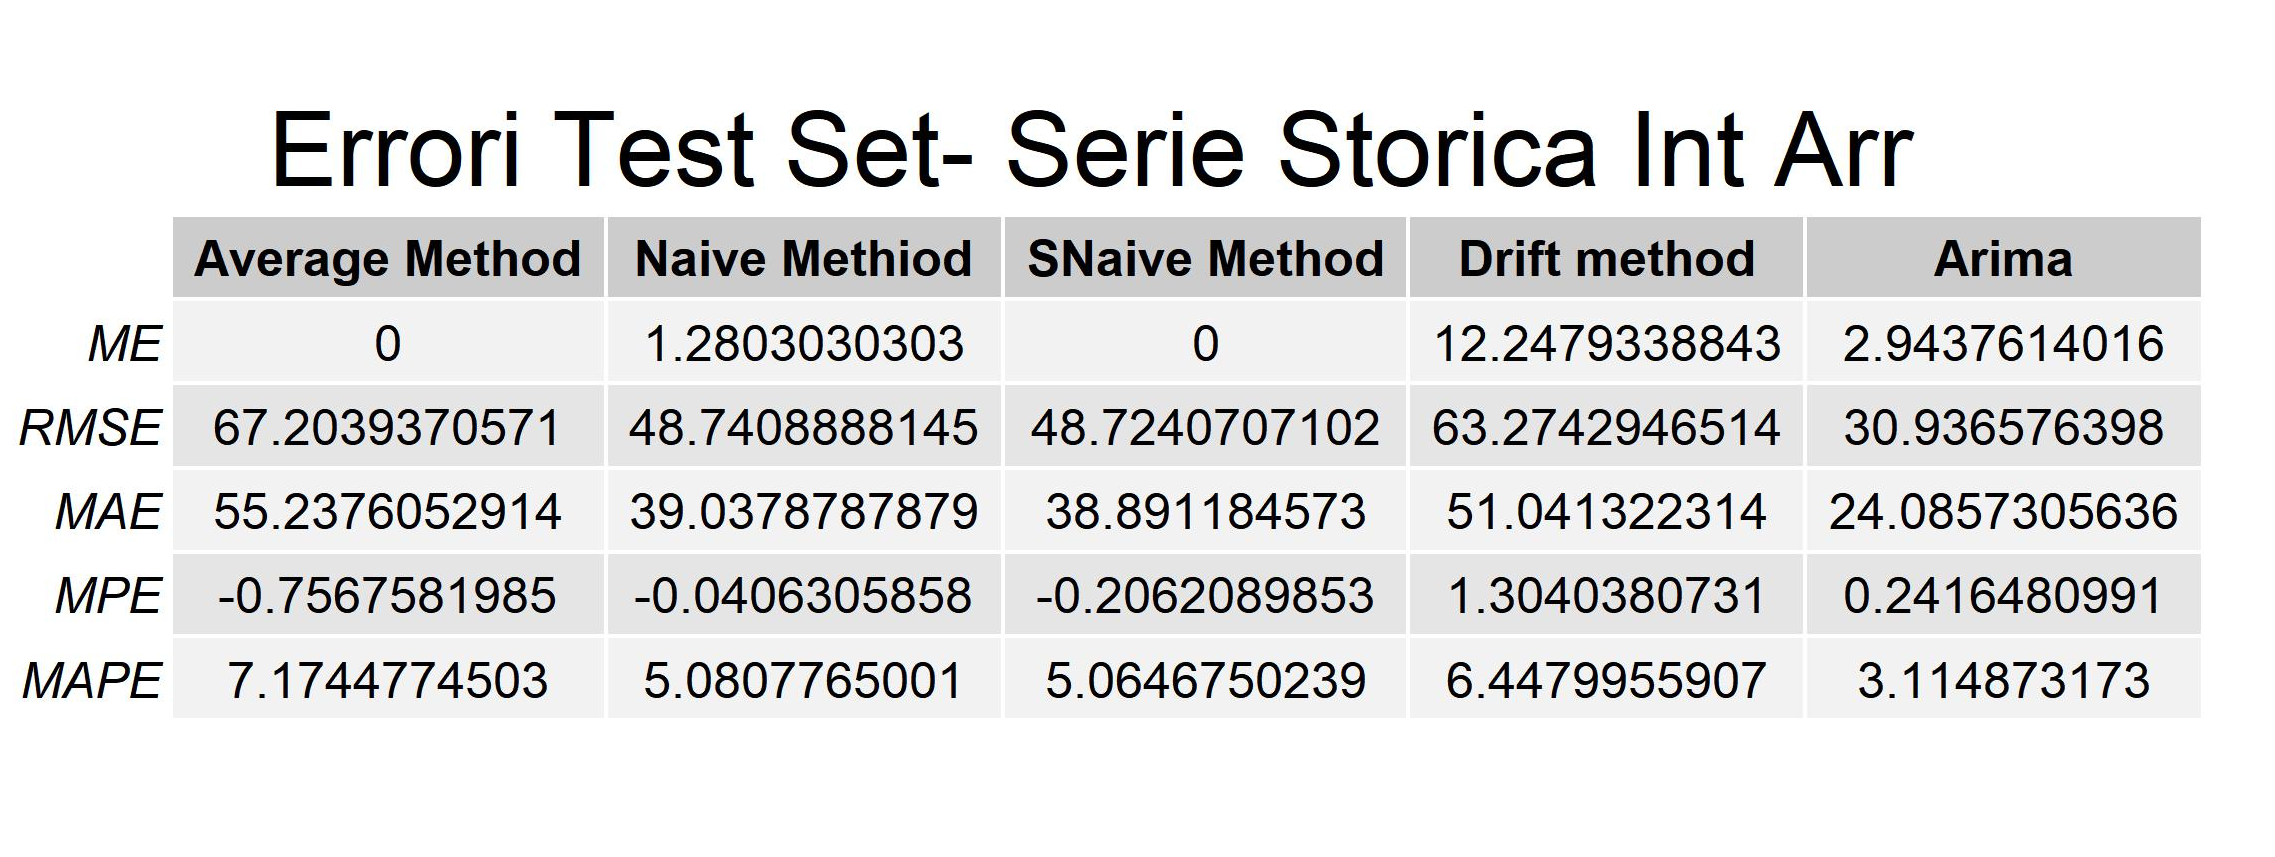 Errori Test Set- Serie Storica Int Arr
Average Method Naive Methiod SNaive Method Drift method Arima
ME 0 1.2803030303 0 12.2479338843 2.9437614016
RMSE 67.2039370571 48.7408888145 48.7240707102 63.2742946514 30.936576398
MAE 55.2376052914 39.0378787879 38.891184573 51.041322314 24.0857305636
MPE -0.7567581985 -0.0406305858 -0.2062089853 1.3040380731 0.2416480991
MAPE 7.1744774503 5.0807765001 5.0646750239 6.4479955907 3.114873173